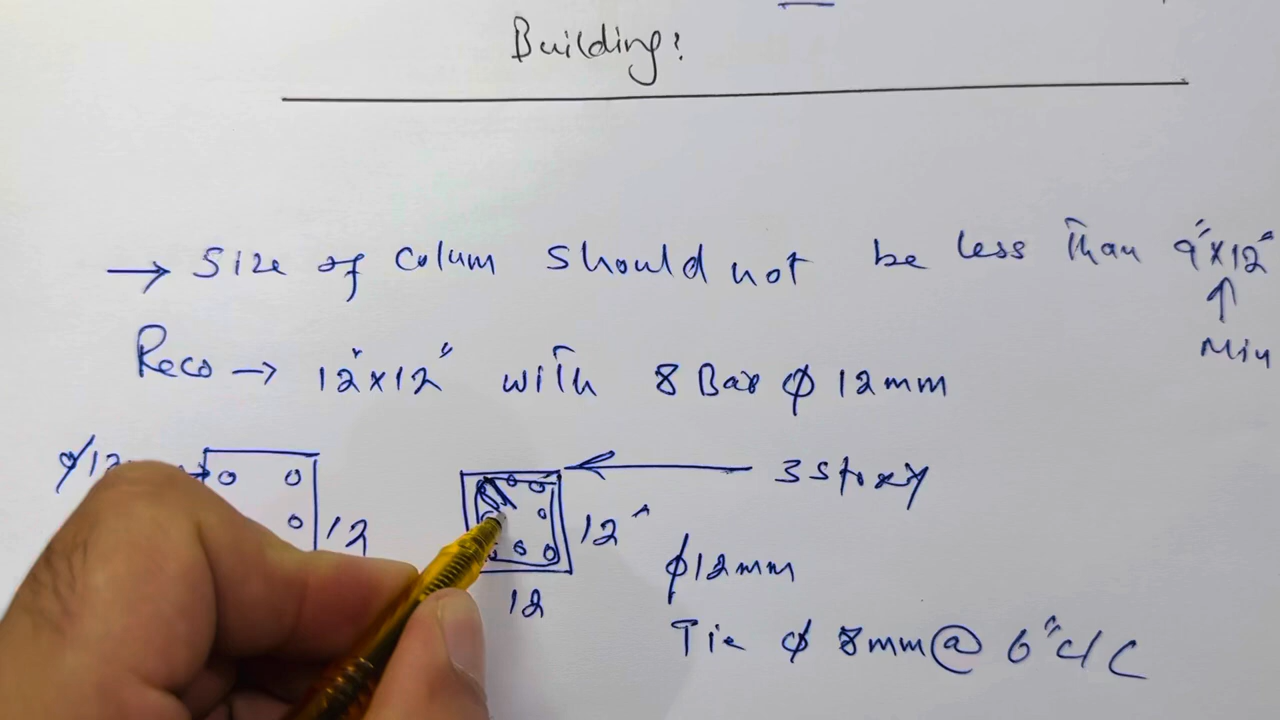 Building:
→ Size of Colum should not be less than 9"x12"
↑
Min
Reco → 12"x12" with 8 Bar ϕ 12mm
ϕ12
12
12"
12
← 3 Story
ϕ12mm
Tie ϕ 8mm@ 6"c/c